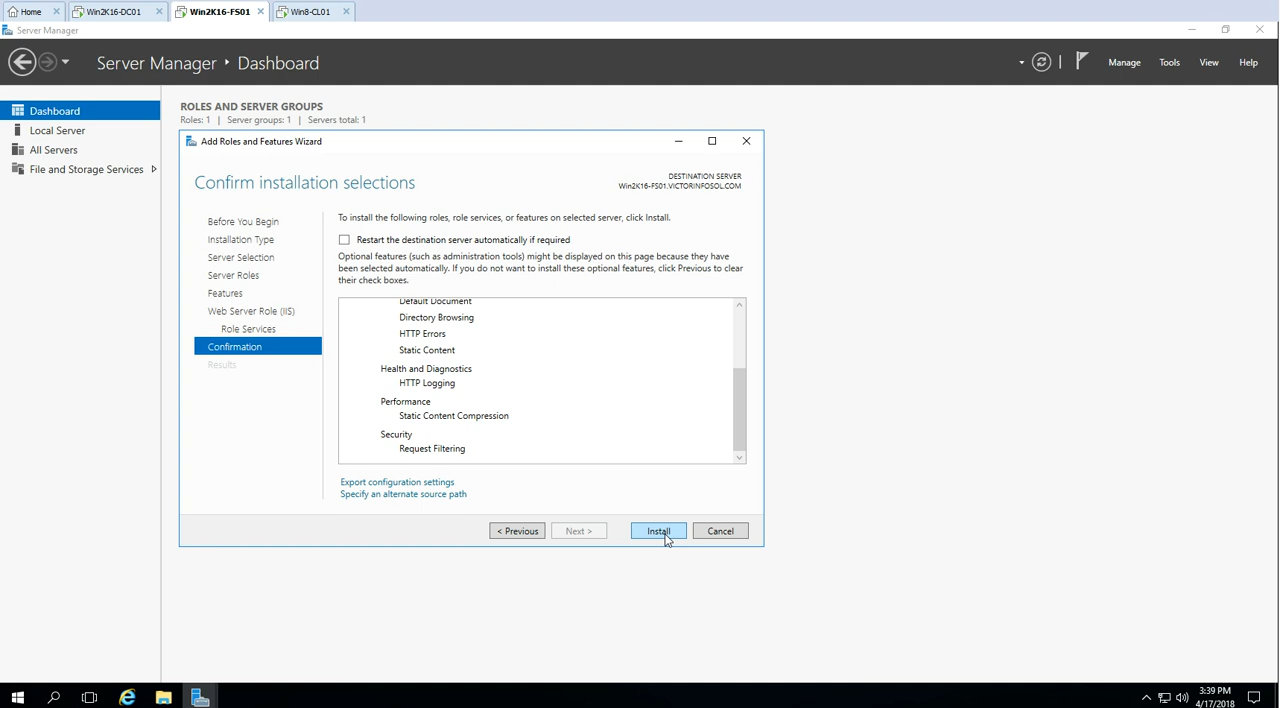 Home
Win2K16-DC01
Win2K16-FS01
Win8-CL01
Server Manager
Server Manager • Dashboard
Manage
Tools
View
Help
Dashboard
Local Server
All Servers
File and Storage Services
ROLES AND SERVER GROUPS
Roles: 1 | Server groups: 1 | Servers total: 1
Add Roles and Features Wizard
Confirm installation selections
DESTINATION SERVER
Win2K16-FS01.VICTORINFOSOL.COM
Before You Begin
Installation Type
Server Selection
Server Roles
Features
Web Server Role (IIS)
Role Services
Confirmation
Results
To install the following roles, role services, or features on selected server, click Install.
Restart the destination server automatically if required
Optional features (such as administration tools) might be displayed on this page because they have
been selected automatically. If you do not want to install these optional features, click Previous to clear
their check boxes.
Default Document
Directory Browsing
HTTP Errors
Static Content
Health and Diagnostics
HTTP Logging
Performance
Static Content Compression
Security
Request Filtering
Export configuration settings
Specify an alternate source path
< Previous
Next >
Install
Cancel
3:39 PM
4/17/2018